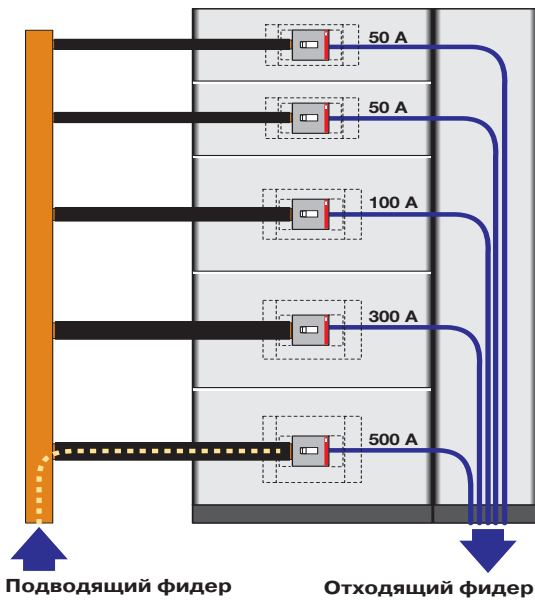 50 А
50 А
100 А
300 А
500 А
Подводящий фидер
Отходящий фидер